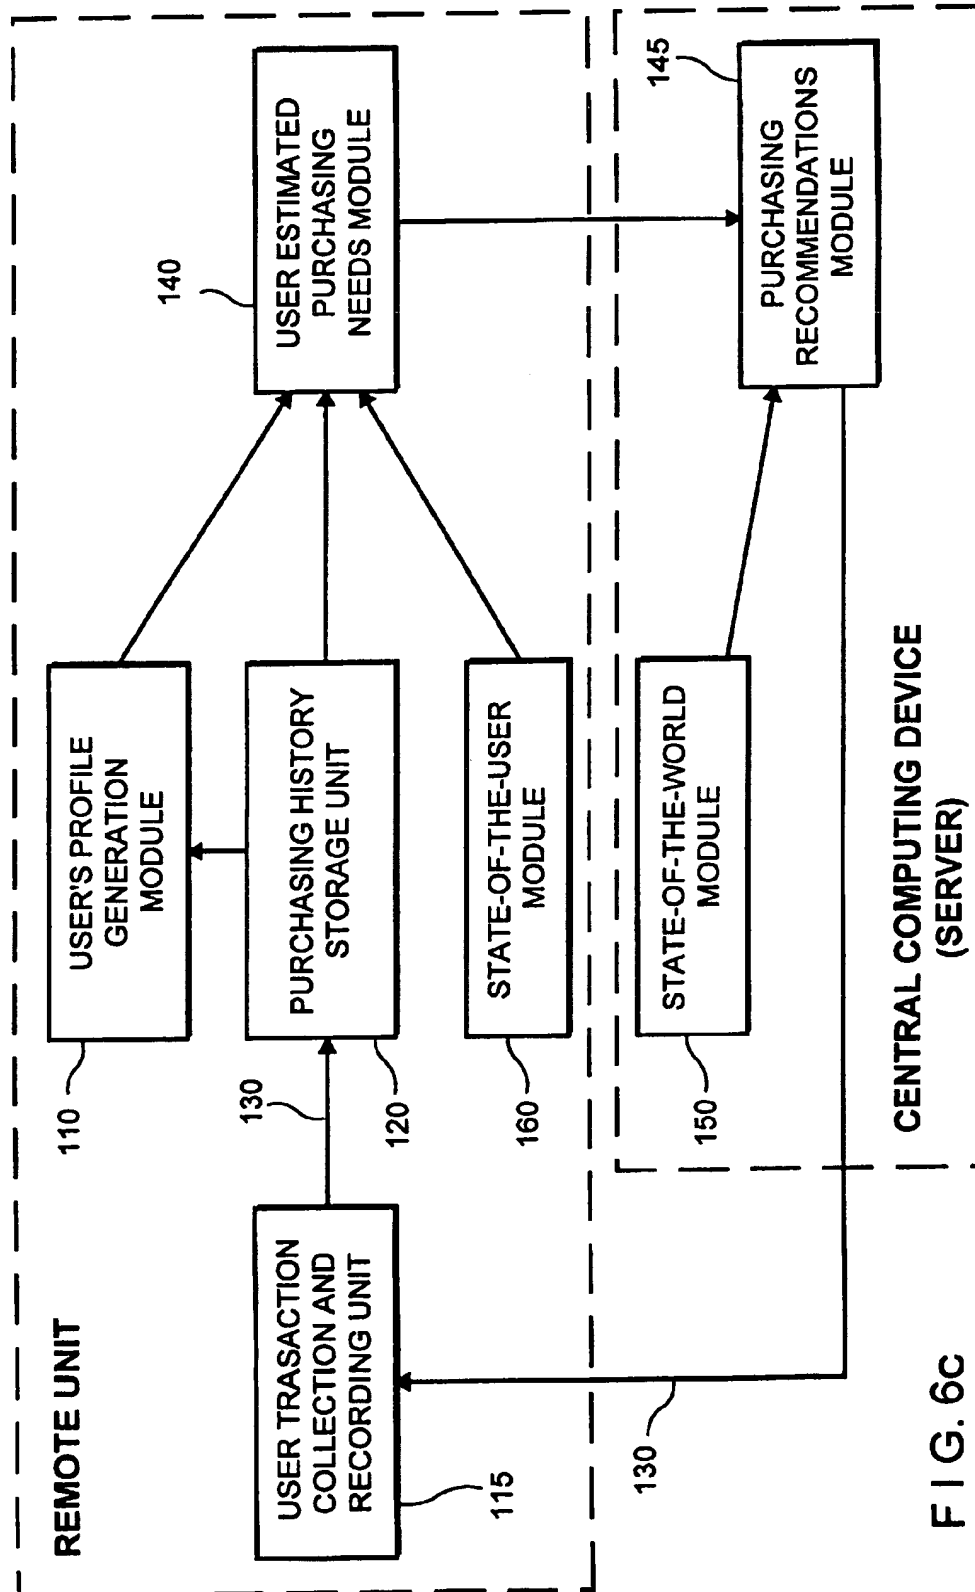 REMOTE UNIT
USER TRASACTION
COLLECTION AND
RECORDING UNIT
115
130
USER'S PROFILE
GENERATION
MODULE
110
PURCHASING HISTORY
STORAGE UNIT
120
STATE-OF-THE-USER
MODULE
160
140
USER ESTIMATED
PURCHASING
NEEDS MODULE
130
STATE-OF-THE-WORLD
MODULE
150
145
PURCHASING
RECOMMENDATIONS
MODULE
CENTRAL COMPUTING DEVICE
(SERVER)
FIG. 6c